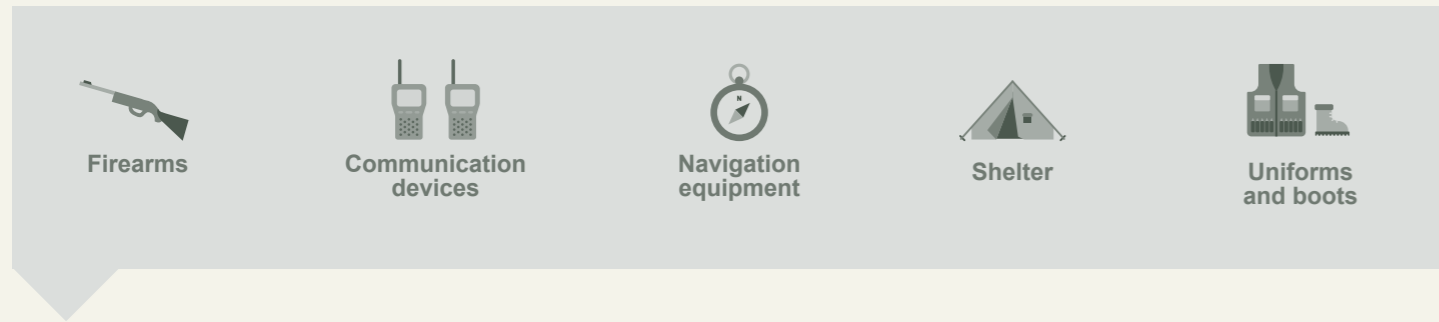 N
Firearms
Communication
devices
Navigation
equipment
Shelter
Uniforms
and boots